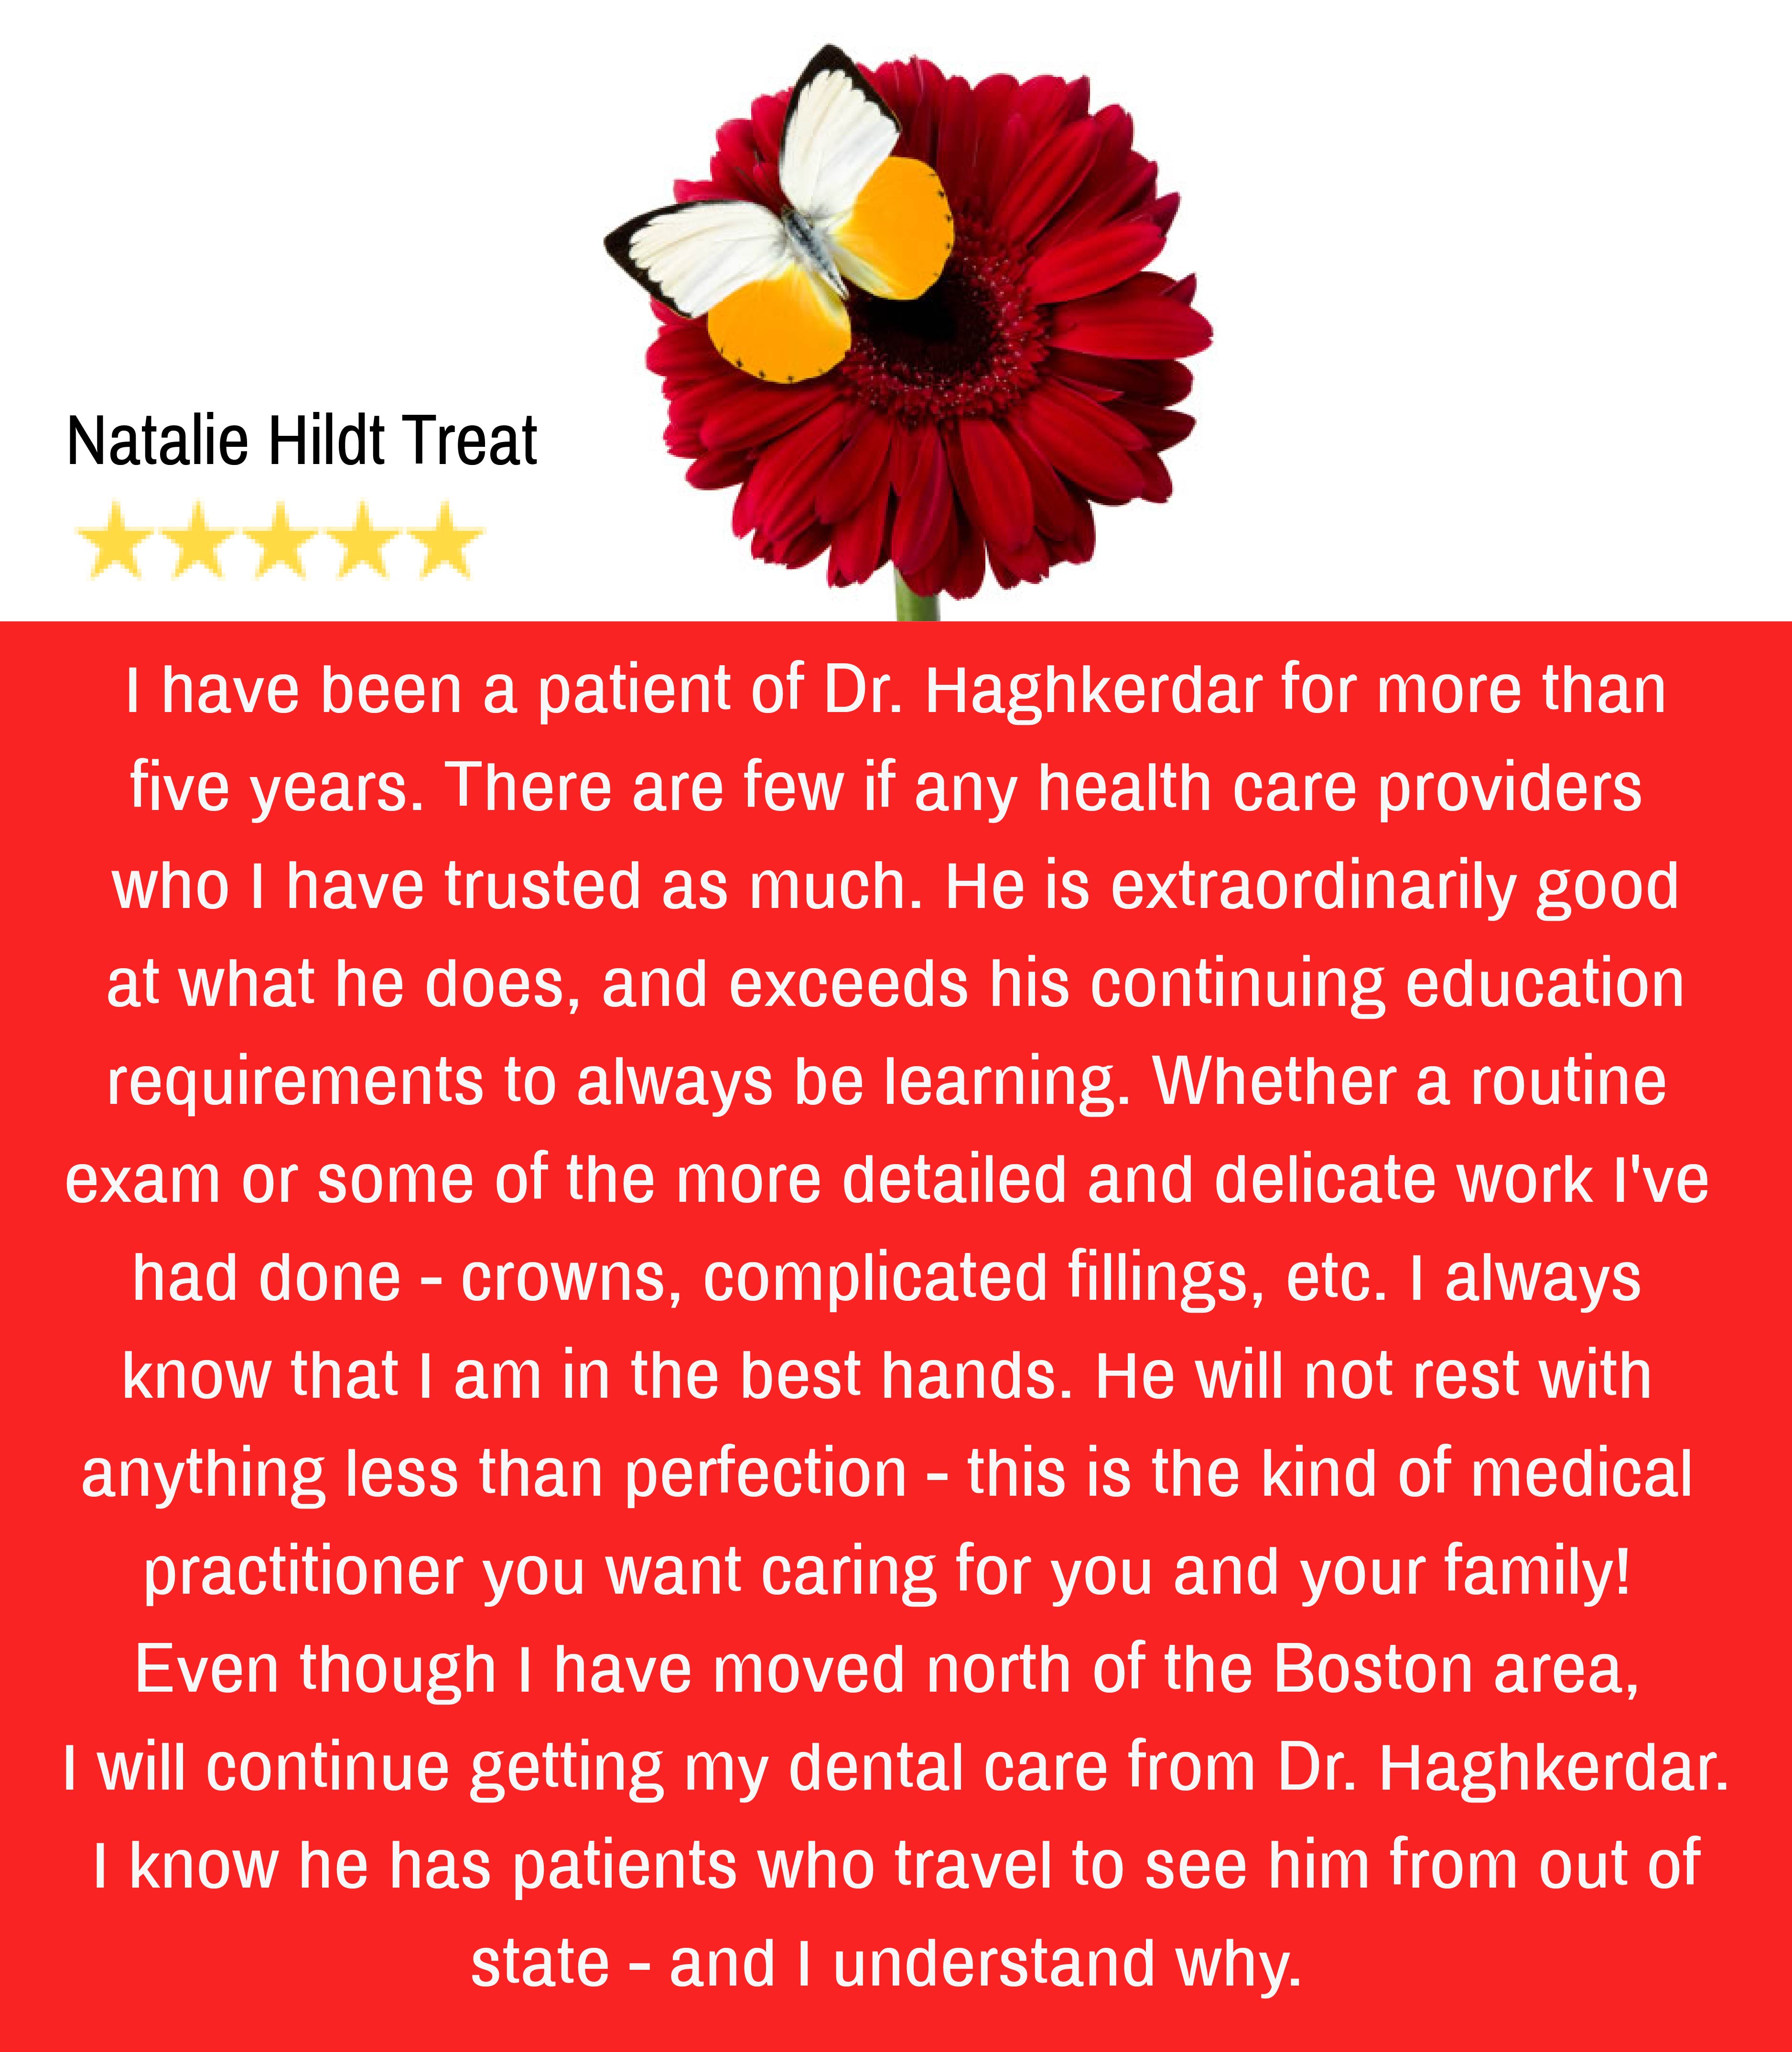 Natalie Hildt Treat
I have been a patient of Dr. Haghkerdar for more than
five years. There are few if any health care providers
who I have trusted as much. He is extraordinarily good
at what he does, and exceeds his continuing education
requirements to always be learning. Whether a routine
exam or some of the more detailed and delicate work I've
had done - crowns, complicated fillings, etc. I always
know that I am in the best hands. He will not rest with
anything less than perfection - this is the kind of medical
practitioner you want caring for you and your family!
Even though I have moved north of the Boston area,
I will continue getting my dental care from Dr. Haghkerdar.
I know he has patients who travel to see him from out of
state - and I understand why.